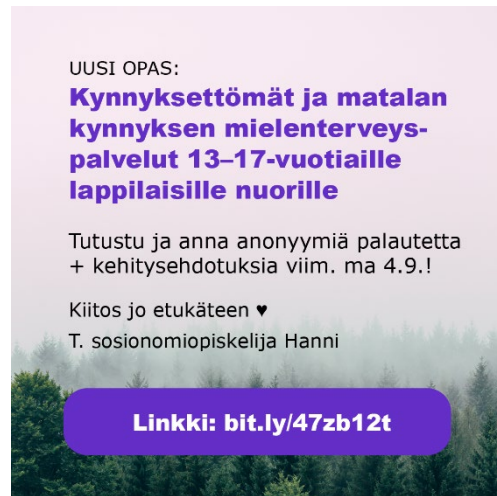 UUSI OPAS:
Kynnyksettömät ja matalan
kynnyksen mielenterveys-
palvelut 13–17-vuotiaille
lappilaisille nuorille
Tutustu ja anna anonyymiä palautetta
+ kehitysehdotuksia viim. ma 4.9.!
Kiitos jo etukäteen ♥
T. sosionomiopiskelija Hanni
Linkki: bit.ly/47zb12t